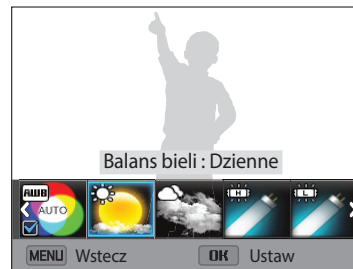 Balans bieli : Dzienne
AWB
AUTO
H
L
MENU Wstecz OK Ustaw